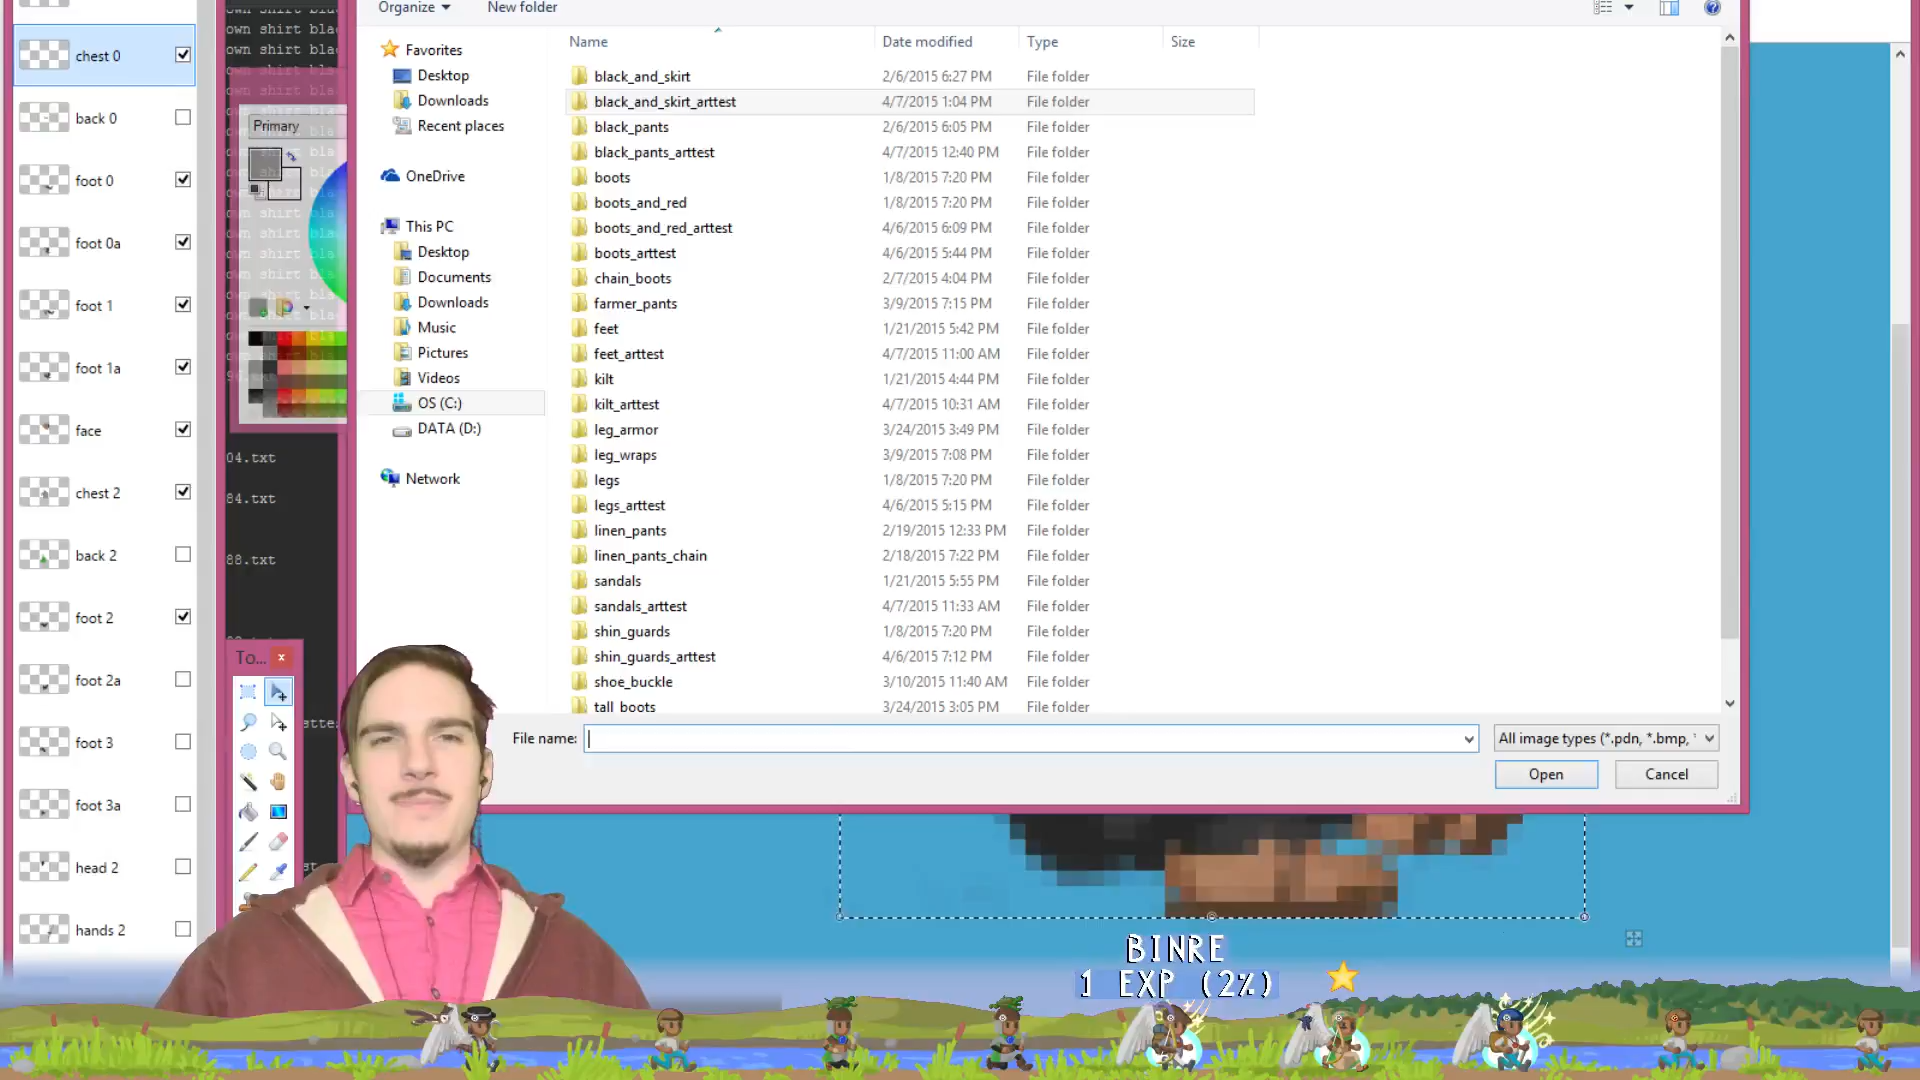 Organize
New folder
Name
Date modified
Type
Size
Favorites
Desktop
Downloads
Recent places
OneDrive
This PC
Desktop
Documents
Downloads
Music
Pictures
Videos
OS (C:)
DATA (D:)
Network
black_and_skirt 2/6/2015 6:27 PM File folder
black_and_skirt_arttest 4/7/2015 1:04 PM File folder
black_pants 2/6/2015 6:05 PM File folder
black_pants_arttest 4/7/2015 12:40 PM File folder
boots 1/8/2015 7:20 PM File folder
boots_and_red 1/8/2015 7:20 PM File folder
boots_and_red_arttest 4/6/2015 6:09 PM File folder
boots_arttest 4/6/2015 5:44 PM File folder
chain_boots 2/7/2015 4:04 PM File folder
farmer_pants 3/9/2015 7:15 PM File folder
feet 1/21/2015 5:42 PM File folder
feet_arttest 4/7/2015 11:00 AM File folder
kilt 1/21/2015 4:44 PM File folder
kilt_arttest 4/7/2015 10:31 AM File folder
leg_armor 3/24/2015 3:49 PM File folder
leg_wraps 3/9/2015 7:08 PM File folder
legs 1/8/2015 7:20 PM File folder
legs_arttest 4/6/2015 5:15 PM File folder
linen_pants 2/19/2015 12:33 PM File folder
linen_pants_chain 2/18/2015 7:22 PM File folder
sandals 1/21/2015 5:55 PM File folder
sandals_arttest 4/7/2015 11:33 AM File folder
shin_guards 1/8/2015 7:20 PM File folder
shin_guards_arttest 4/6/2015 7:12 PM File folder
shoe_buckle 3/10/2015 11:40 AM File folder
tall_boots 3/24/2015 3:05 PM File folder
File name:
All image types (*.pdn, *.bmp, *
Open
Cancel
chest 0
back 0
foot 0
foot 0a
foot 1
foot 1a
face
chest 2
back 2
foot 2
foot 2a
foot 3
foot 3a
head 2
hands 2
Primary
04.txt
84.txt
88.txt
To...
BINRE
1 EXP (2%)